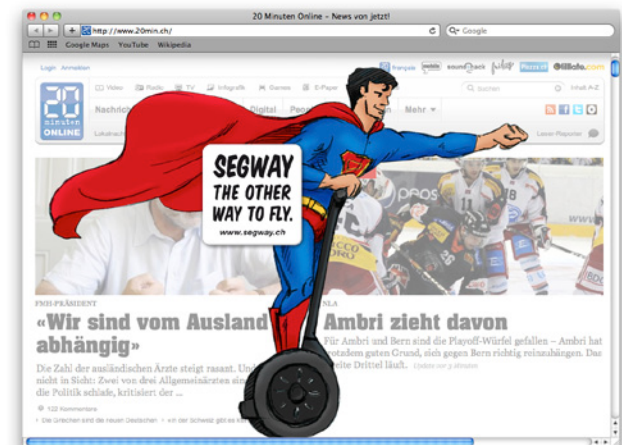 20 Minuten Online – News von jetzt!
http://www.20min.ch/
Google
Google Maps YouTube Wikipedia
Login Anmelden
français mobile
Video Radio TV Infografik Games E-Paper
Suchen Inhalt A-Z
20
minuten
ONLINE
Digital
Mehr
Leser-Reporter
SEGWAY
THE OTHER
WAY TO FLY.
www.segway.ch
FMH-PRÄSIDENT
«Wir sind vom Ausland
abhängig»
Die Zahl der ausländischen Ärzte steigt rasant. Und
nicht in Sicht: Zwei von drei Allgemeinärzten
die Politik schlafe, kritisiert der ...
122 Kommentare
NLA
Ambri zieht davon
Für Ambri und Bern sind die Playoff-Würfel gefallen – Ambri hat
trotzdem guten Grund, sich gegen Bern richtig reinzuhängen. Das
zweite Drittel läuft.